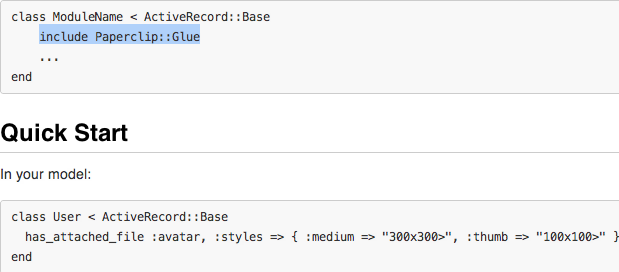 class ModuleName < ActiveRecord::Base
    include Paperclip::Glue
    ...
end
Quick Start
In your model:
class User < ActiveRecord::Base
  has_attached_file :avatar, :styles => { :medium => "300x300>", :thumb => "100x100>" }
end